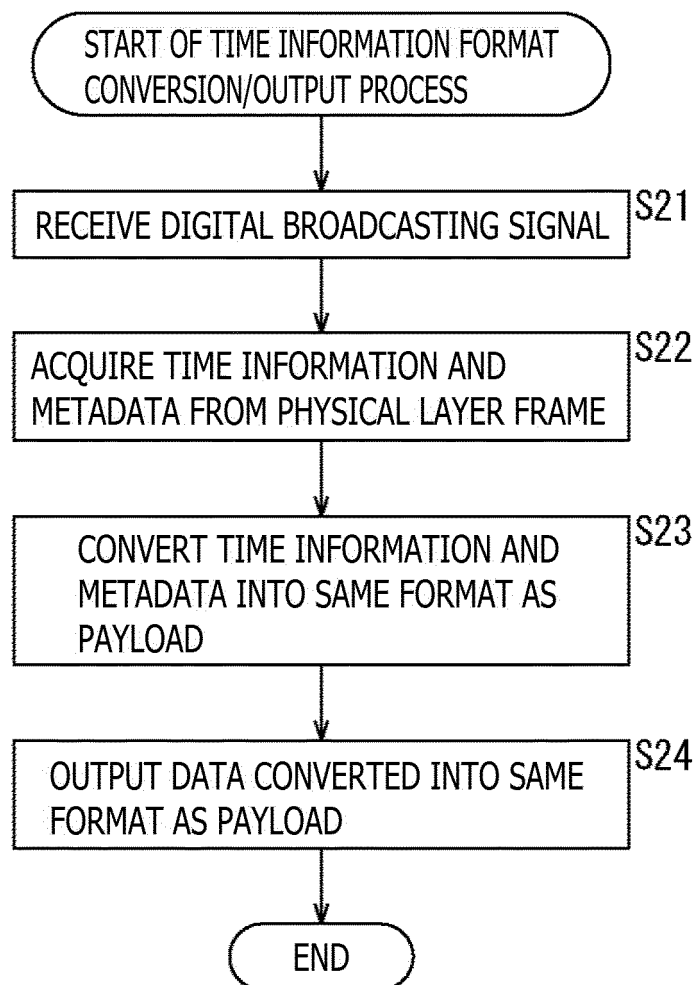 START OF TIME INFORMATION FORMAT
CONVERSION/OUTPUT PROCESS
S21
RECEIVE DIGITAL BROADCASTING SIGNAL
S22
ACQUIRE TIME INFORMATION AND
METADATA FROM PHYSICAL LAYER FRAME
S23
CONVERT TIME INFORMATION AND
METADATA INTO SAME FORMAT AS
PAYLOAD
S24
OUTPUT DATA CONVERTED INTO SAME
FORMAT AS PAYLOAD
END